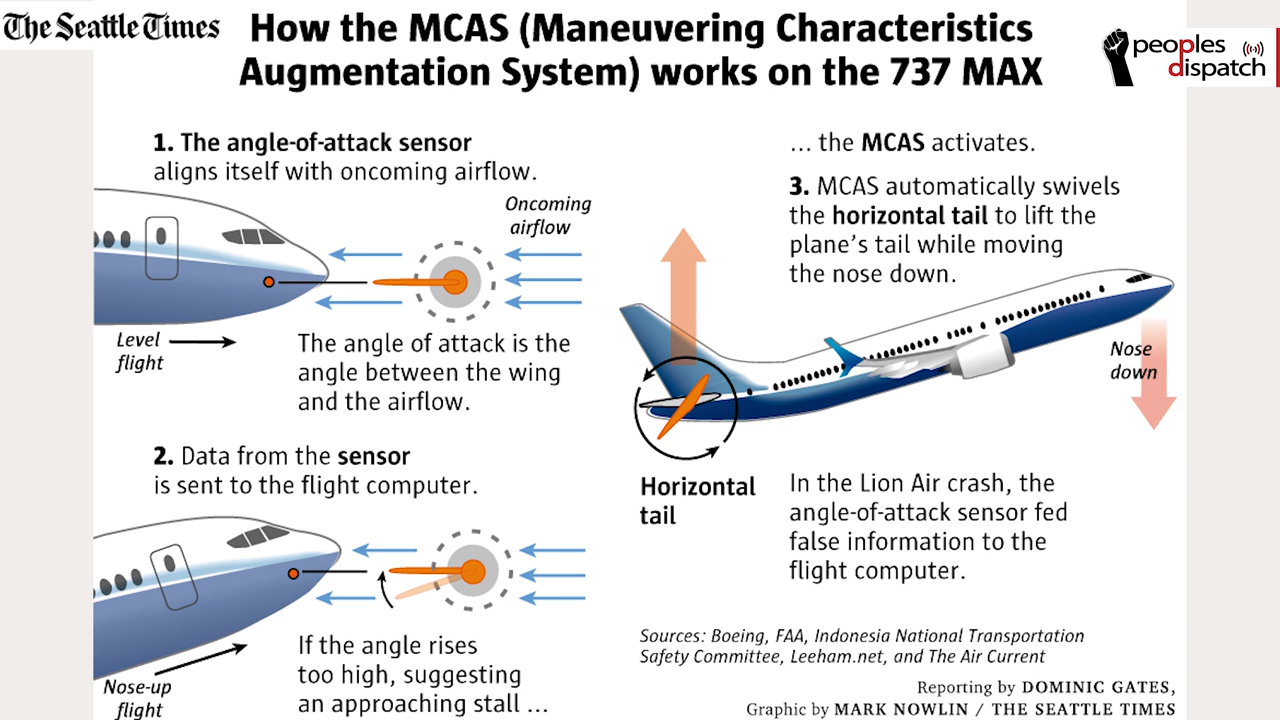 The Seattle Times
How the MCAS (Maneuvering Characteristics
Augmentation System) works on the 737 MAX
peoples
dispatch
1. The angle-of-attack sensor
aligns itself with oncoming airflow.
Oncoming
airflow
Level
flight
The angle of attack is the
angle between the wing
and the airflow.
2. Data from the sensor
is sent to the flight computer.
Nose-up
flight
If the angle rises
too high, suggesting
an approaching stall ...
... the MCAS activates.
3. MCAS automatically swivels
the horizontal tail to lift the
plane’s tail while moving
the nose down.
Nose
down
Horizontal
tail
In the Lion Air crash, the
angle-of-attack sensor fed
false information to the
flight computer.
Sources: Boeing, FAA, Indonesia National Transportation
Safety Committee, Leeham.net, and The Air Current
Reporting by DOMINIC GATES,
Graphic by MARK NOWLIN / THE SEATTLE TIMES